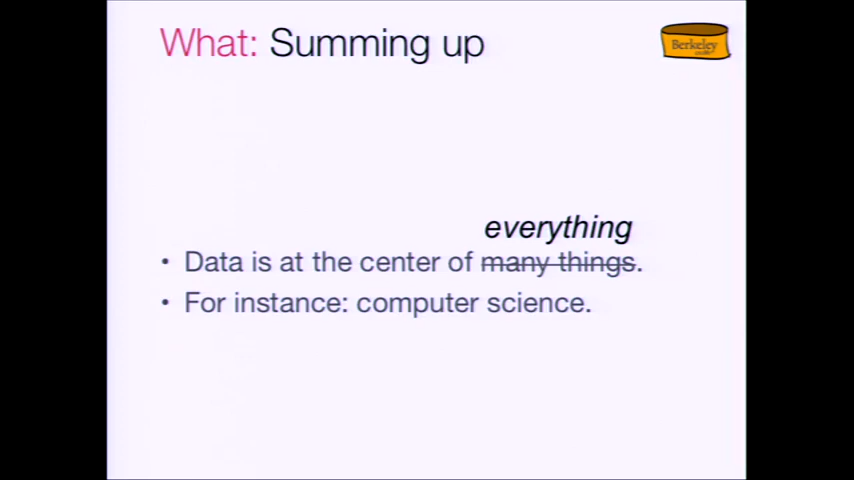 What: Summing up
Berkeley
everything
• Data is at the center of many things.
• For instance: computer science.